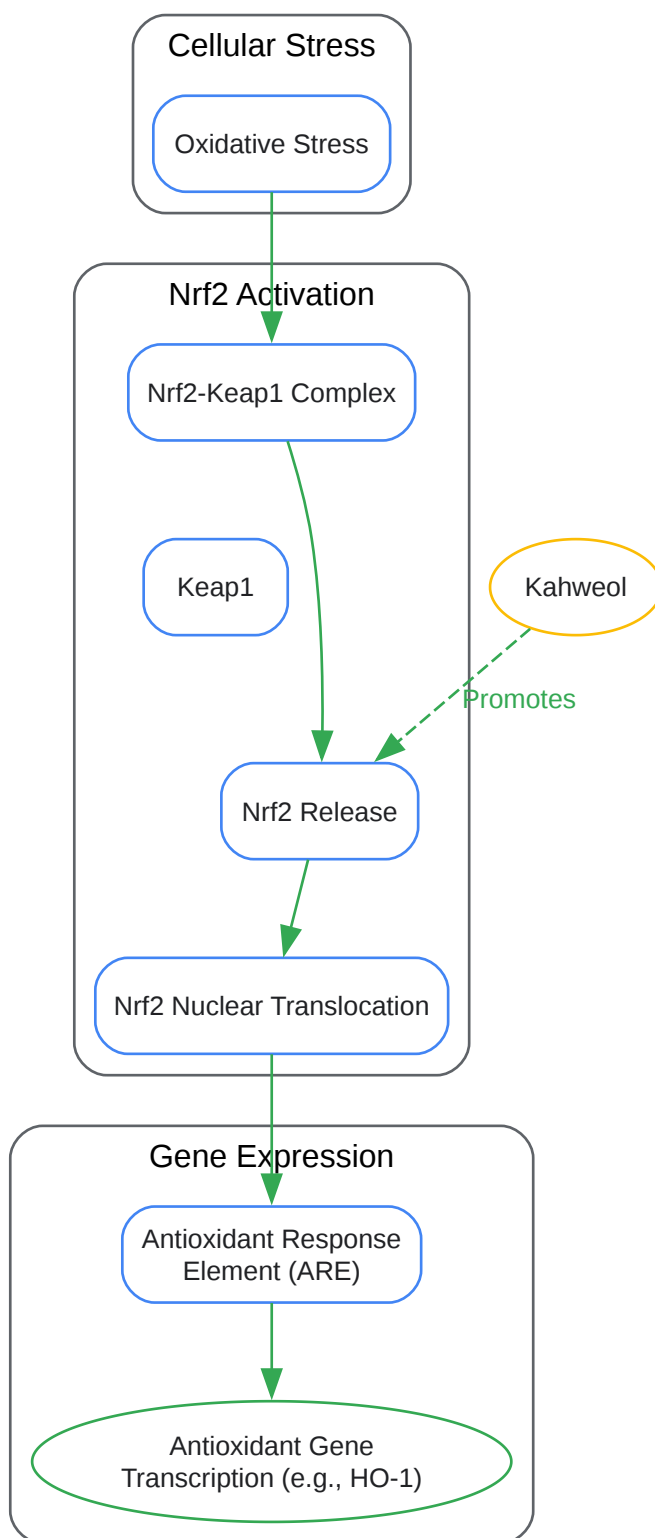 Cellular Stress
Oxidative Stress
Nrf2 Activation
Nrf2-Keap1 Complex
Keap1
Kahweol
Promotes
Nrf2 Release
Nrf2 Nuclear Translocation
Gene Expression
Antioxidant Response
Element (ARE)
Antioxidant Gene
Transcription (e.g., HO-1)